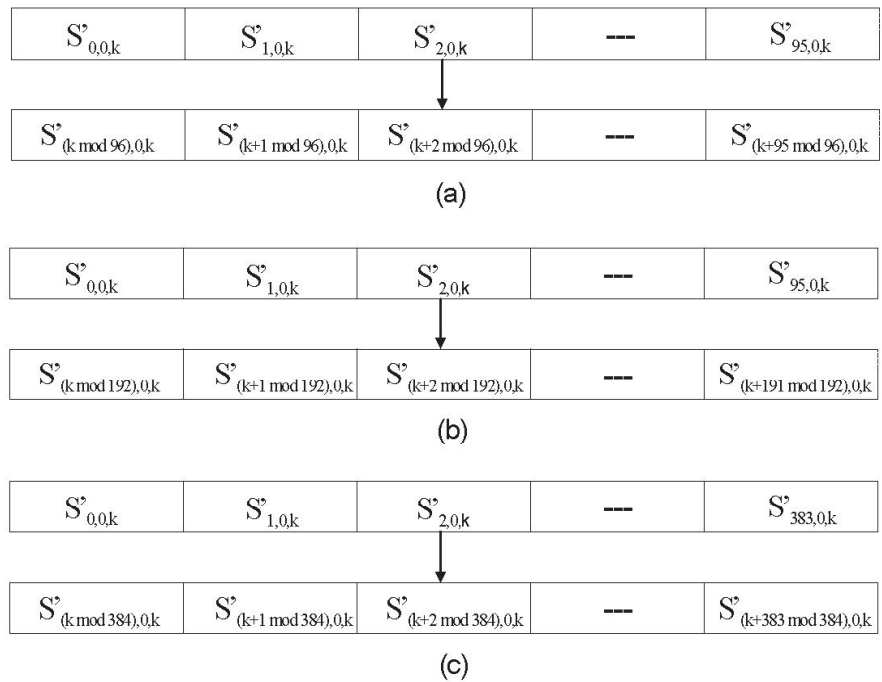 S’0,0,k S’1,0,k S’2,0,k --- S’95,0,k
S’(k mod 96),0,k S’(k+1 mod 96),0,k S’(k+2 mod 96),0,k --- S’(k+95 mod 96),0,k
(a)
S’0,0,k S’1,0,k S’2,0,k --- S’95,0,k
S’(k mod 192),0,k S’(k+1 mod 192),0,k S’(k+2 mod 192),0,k --- S’(k+191 mod 192),0,k
(b)
S’0,0,k S’1,0,k S’2,0,k --- S’383,0,k
S’(k mod 384),0,k S’(k+1 mod 384),0,k S’(k+2 mod 384),0,k --- S’(k+383 mod 384),0,k
(c)